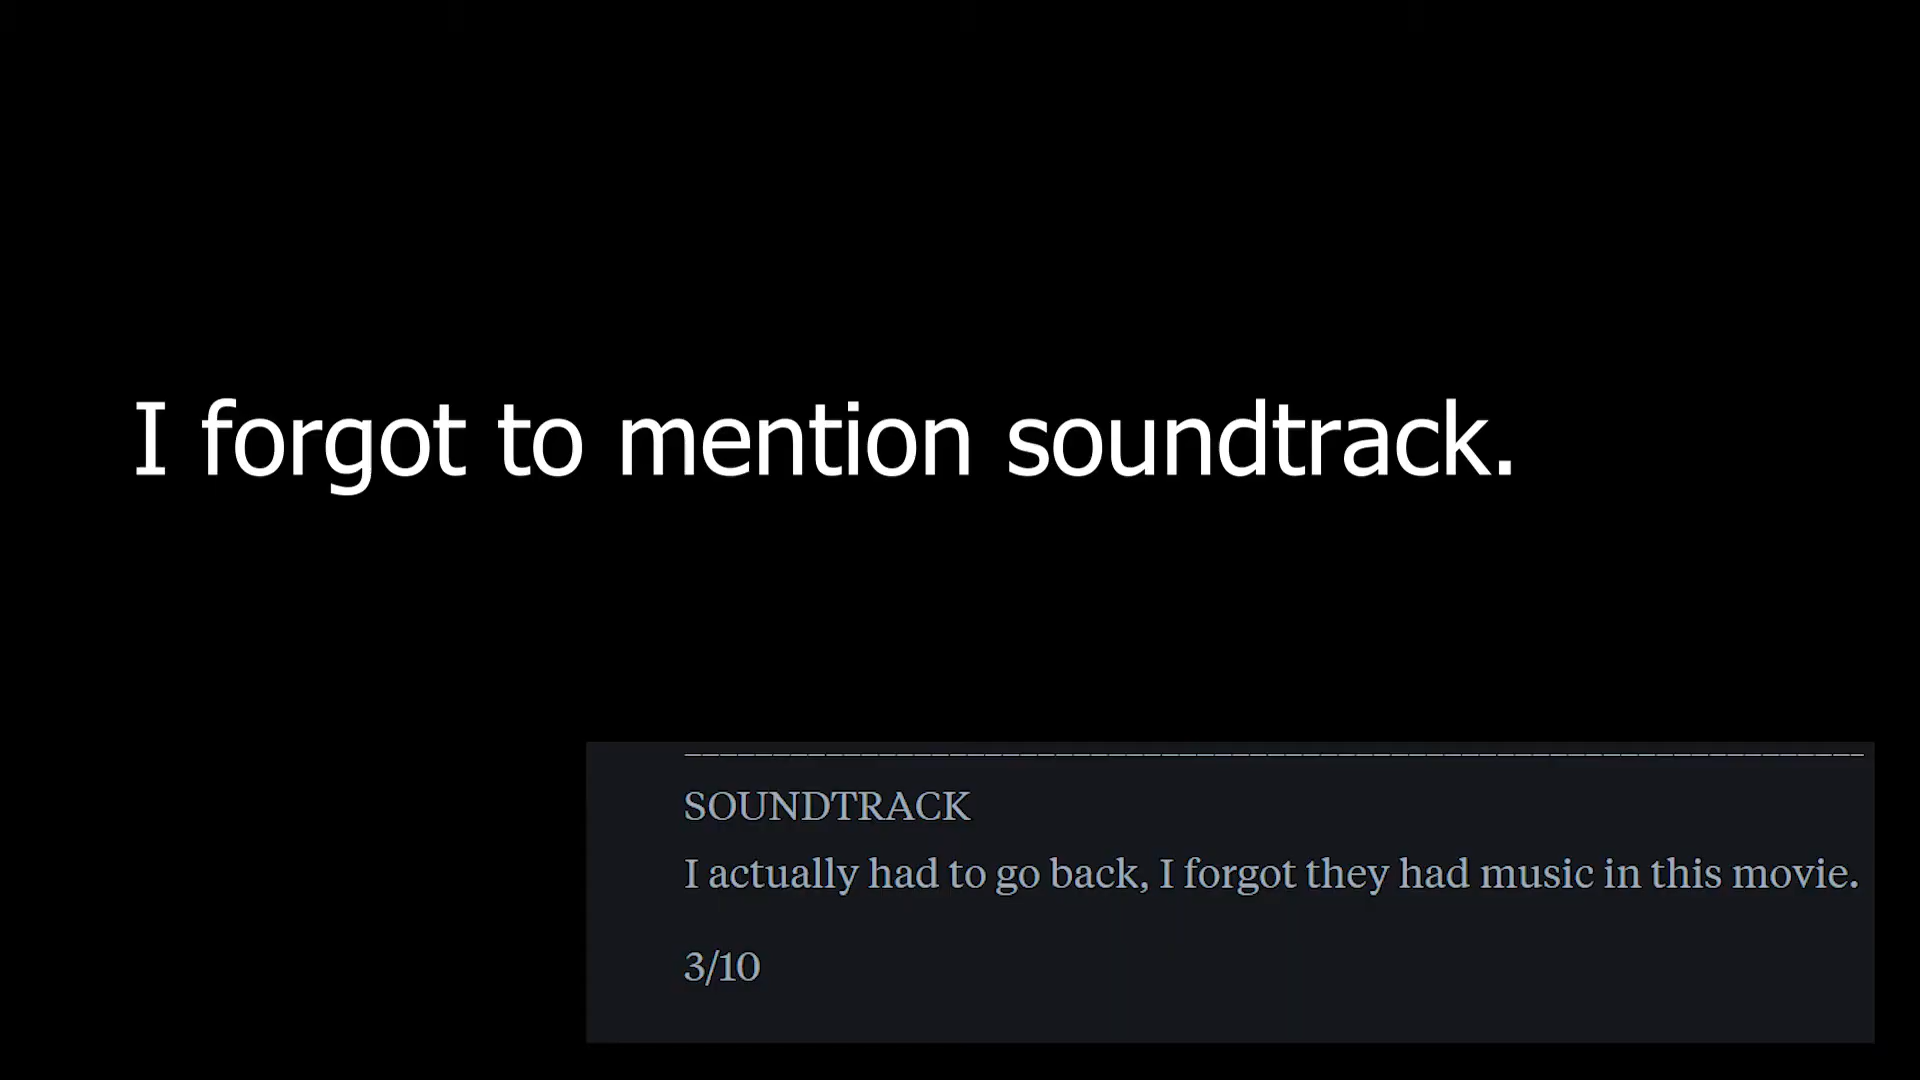 I forgot to mention soundtrack.
SOUNDTRACK
I actually had to go back, I forgot they had music in this movie.
3/10